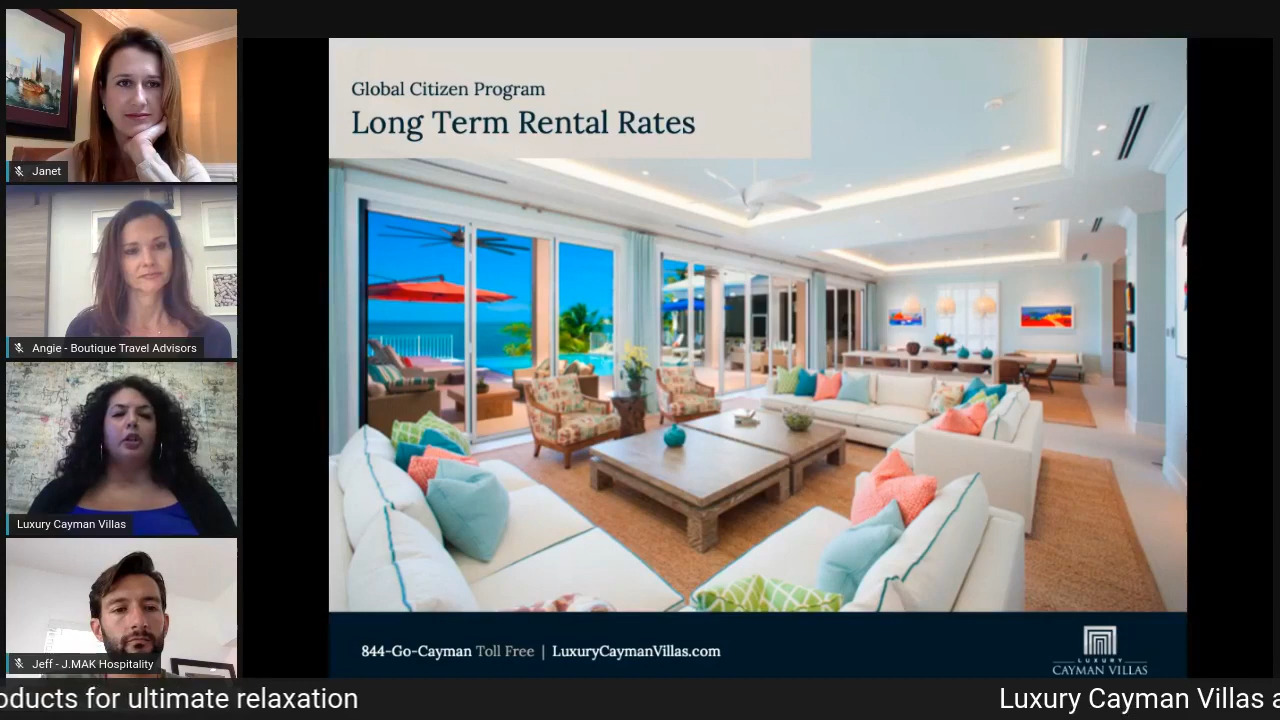 Janet
Angie - Boutique Travel Advisors
Luxury Cayman Villas
Jeff - J.MAK Hospitality
Global Citizen Program
Long Term Rental Rates
844-Go-Cayman Toll Free | LuxuryCaymanVillas.com
LUXURY
CAYMAN VILLAS
oducts for ultimate relaxation
Luxury Cayman Villas a